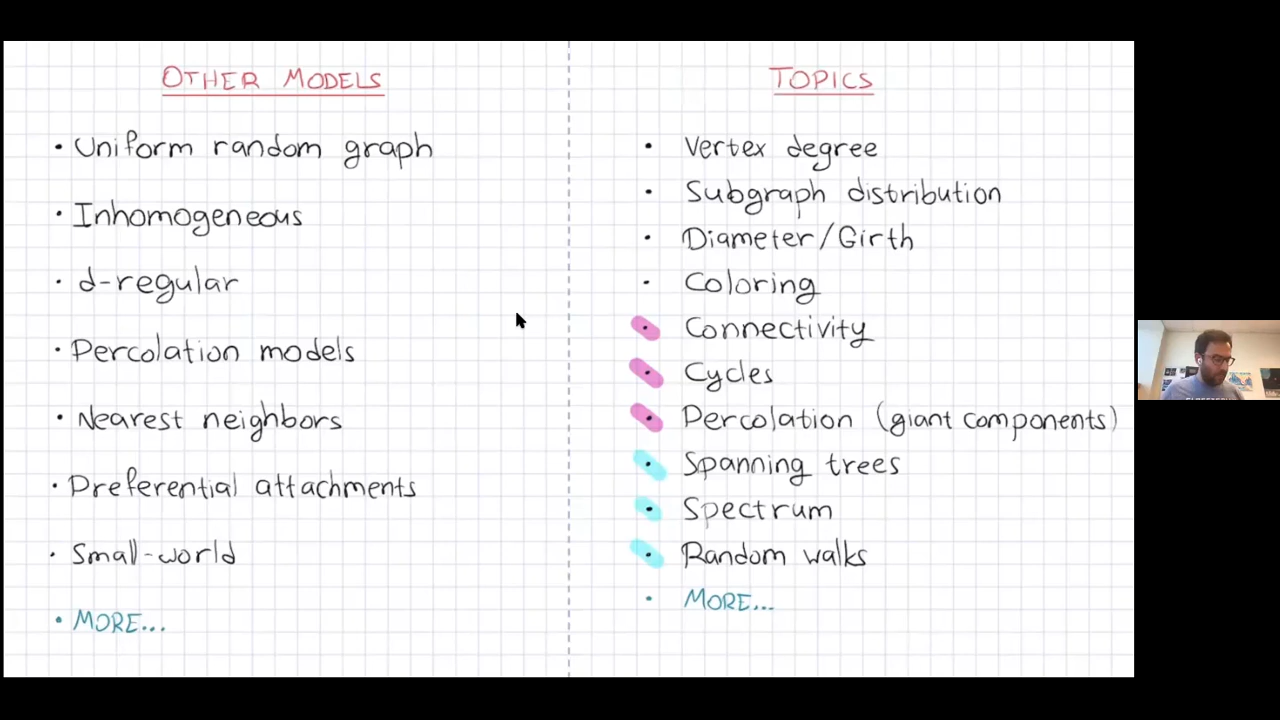 OTHER MODELS
• Uniform random graph
• Inhomogeneous
• d-regular
• Percolation models
• Nearest neighbors
• Preferential attachments
• Small-world
• MORE...
TOPICS
• Vertex degree
• Subgraph distribution
• Diameter/Girth
• Coloring
• Connectivity
• Cycles
• Percolation (giant components)
• Spanning trees
• Spectrum
• Random walks
• MORE...